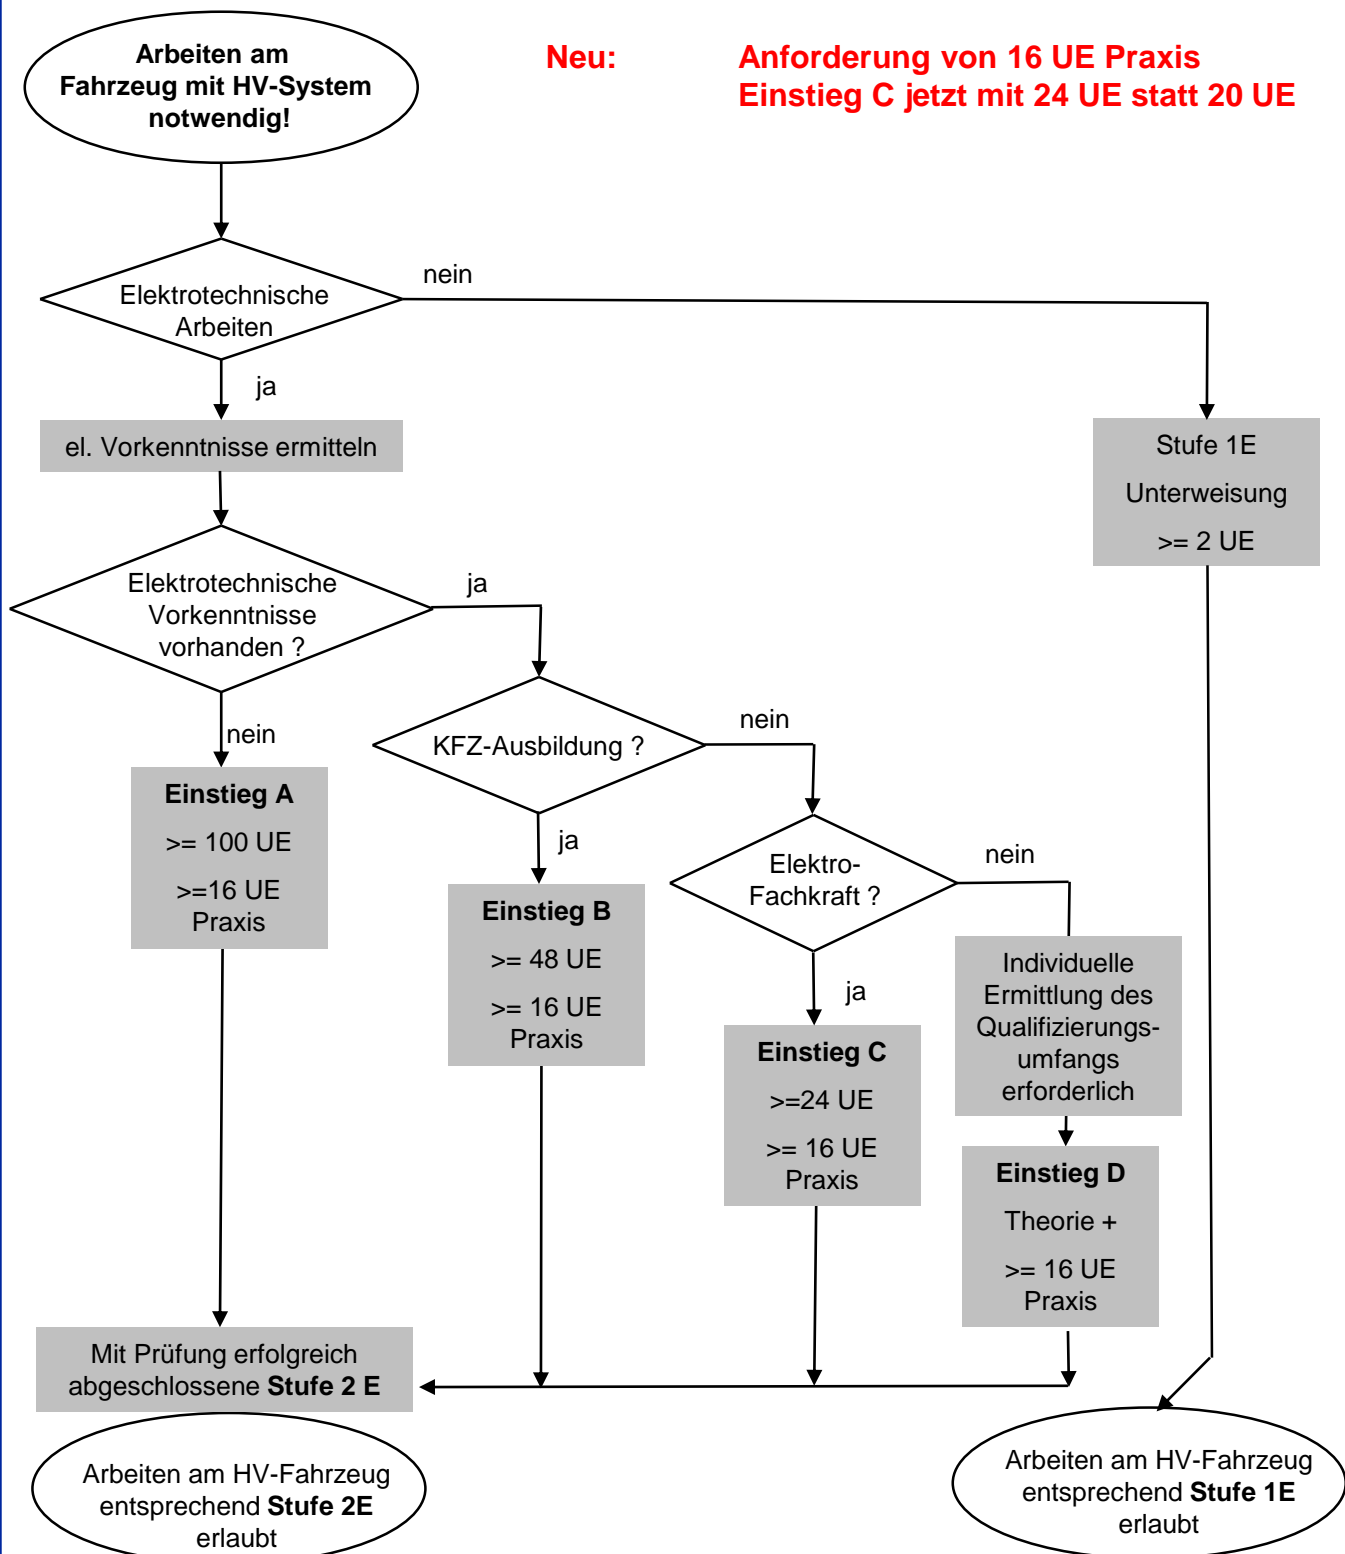 Arbeiten am
Fahrzeug mit HV-System
notwendig!
Neu: Anforderung von 16 UE Praxis
Einstieg C jetzt mit 24 UE statt 20 UE
Elektrotechnische
Arbeiten
nein
ja
el. Vorkenntnisse ermitteln
Stufe 1E
Unterweisung
>= 2 UE
Elektrotechnische
Vorkenntnisse
vorhanden ?
ja
nein
KFZ-Ausbildung ?
nein
ja
Einstieg A
>= 100 UE
>=16 UE
Praxis
Elektro-
Fachkraft ?
nein
ja
Einstieg B
>= 48 UE
>= 16 UE
Praxis
Individuelle
Ermittlung des
Qualifizierungs-
umfangs
erforderlich
Einstieg C
>=24 UE
>= 16 UE
Praxis
Einstieg D
Theorie +
>= 16 UE
Praxis
Mit Prüfung erfolgreich
abgeschlossene Stufe 2 E
Arbeiten am HV-Fahrzeug
entsprechend Stufe 2E
erlaubt
Arbeiten am HV-Fahrzeug
entsprechend Stufe 1E
erlaubt